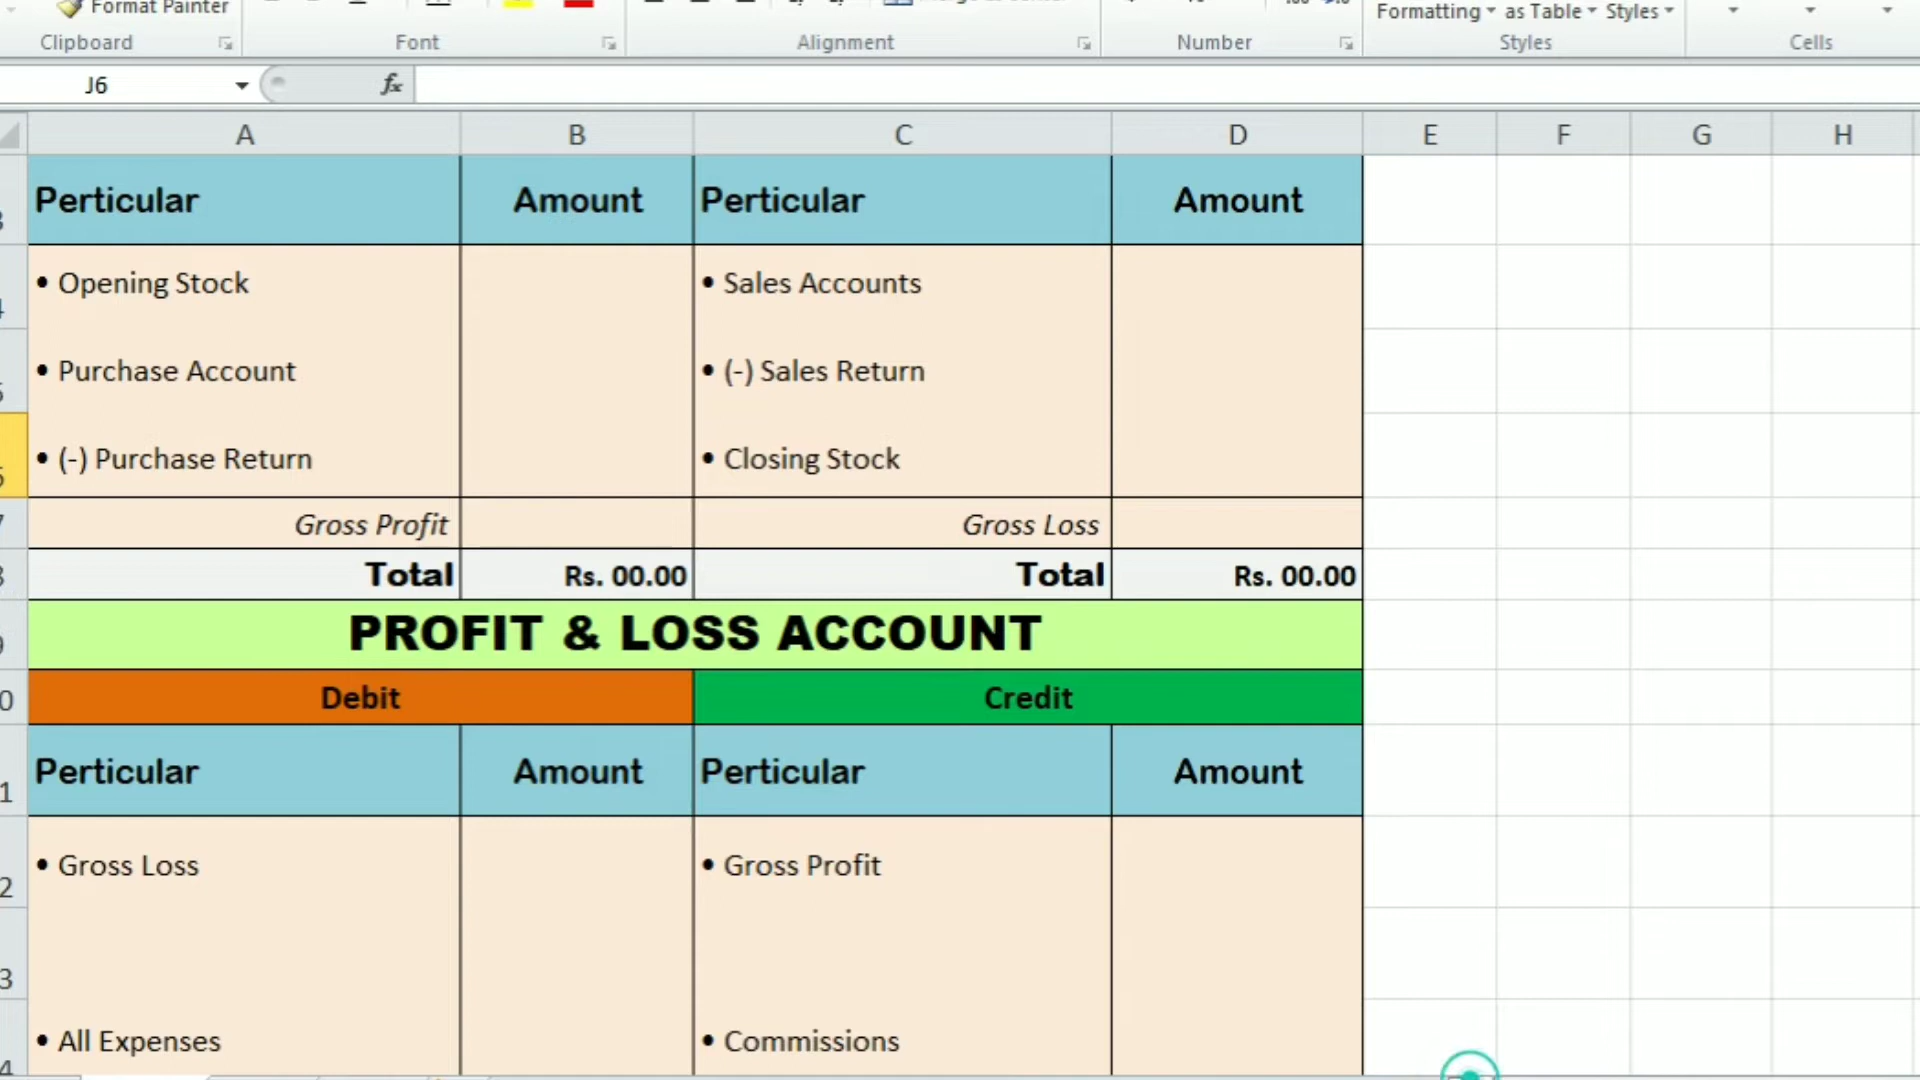 Format Painter
Formatting as Table Styles
Clipboard Font Alignment Number Styles Cells
J6 fx
A B C D E F G H
Perticular Amount Perticular Amount
• Opening Stock • Sales Accounts
• Purchase Account • (-) Sales Return
• (-) Purchase Return • Closing Stock
Gross Profit Gross Loss
Total Rs. 00.00 Total Rs. 00.00
PROFIT & LOSS ACCOUNT
Debit Credit
Perticular Amount Perticular Amount
• Gross Loss • Gross Profit
• All Expenses • Commissions